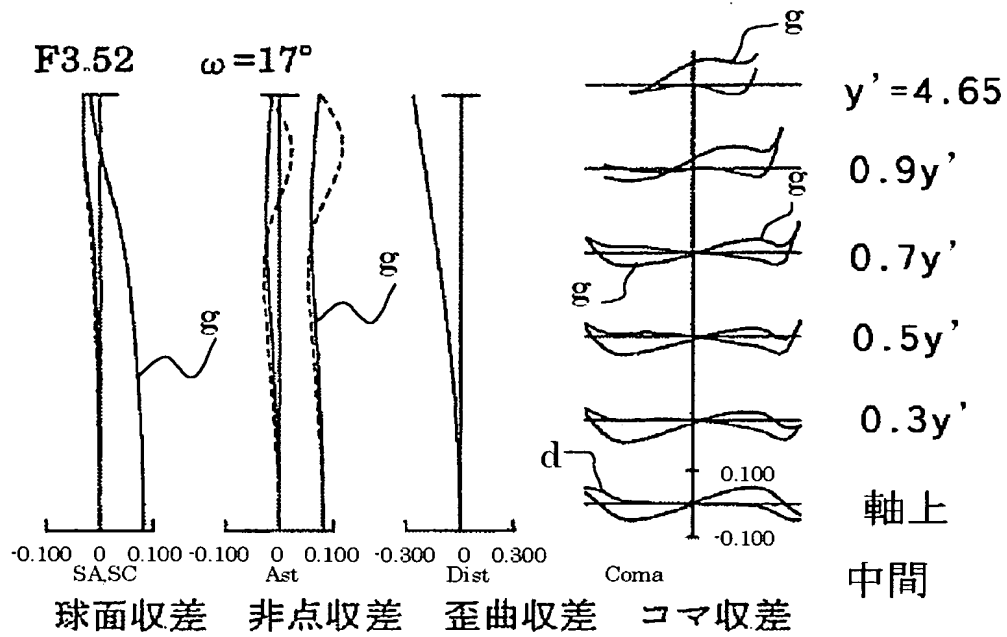 F3.52 ω=17°
g
y'=4.65
0.9y'
g
g
0.7y'
g
g
0.5y'
0.3y'
d
0.100
軸上
-0.100
-0.100 0 0.100 -0.100 0 0.100 -0.300 0 0.300
SA,SC Ast Dist Coma
中間
球面収差 非点収差 歪曲収差 コマ収差